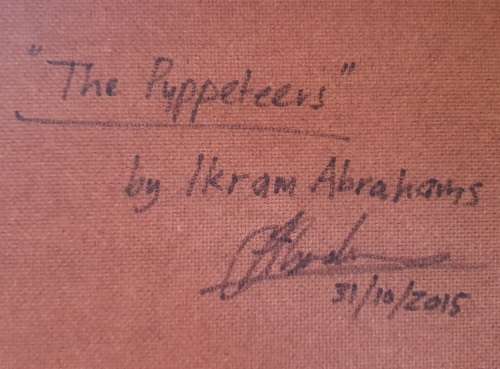 "The Puppeteers"
by Ikram Abrahams
31/10/2015